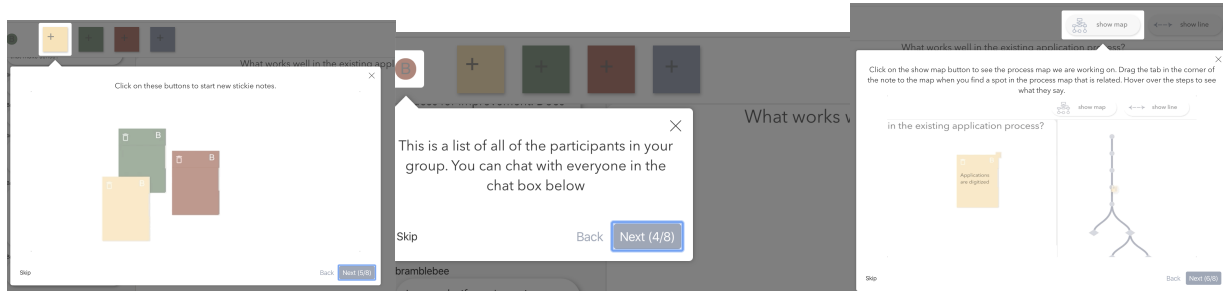 What works well in the existing appl
Click on these buttons to start new stickie notes.
B
B
B
Skip
Back
Next (5/8)
B
What works w
This is a list of all of the participants in your
group. You can chat with everyone in the
chat box below
Skip
Back
Next (4/8)
bramblebee
show map
show line
What works well in the existing application process?
Click on the show map button to see the process map we are working on. Drag the tab in the corner of
the note to the map when you find a spot in the process map that is related. Hover over the steps to see
what they say.
show map
show line
in the existing application process?
Applications
are digitised
Skip
Back
Next (6/8)